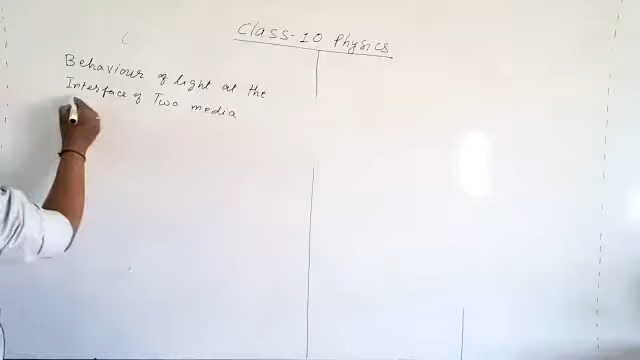 Class-10 Physics
Behaviour of light at the
Interface of Two media